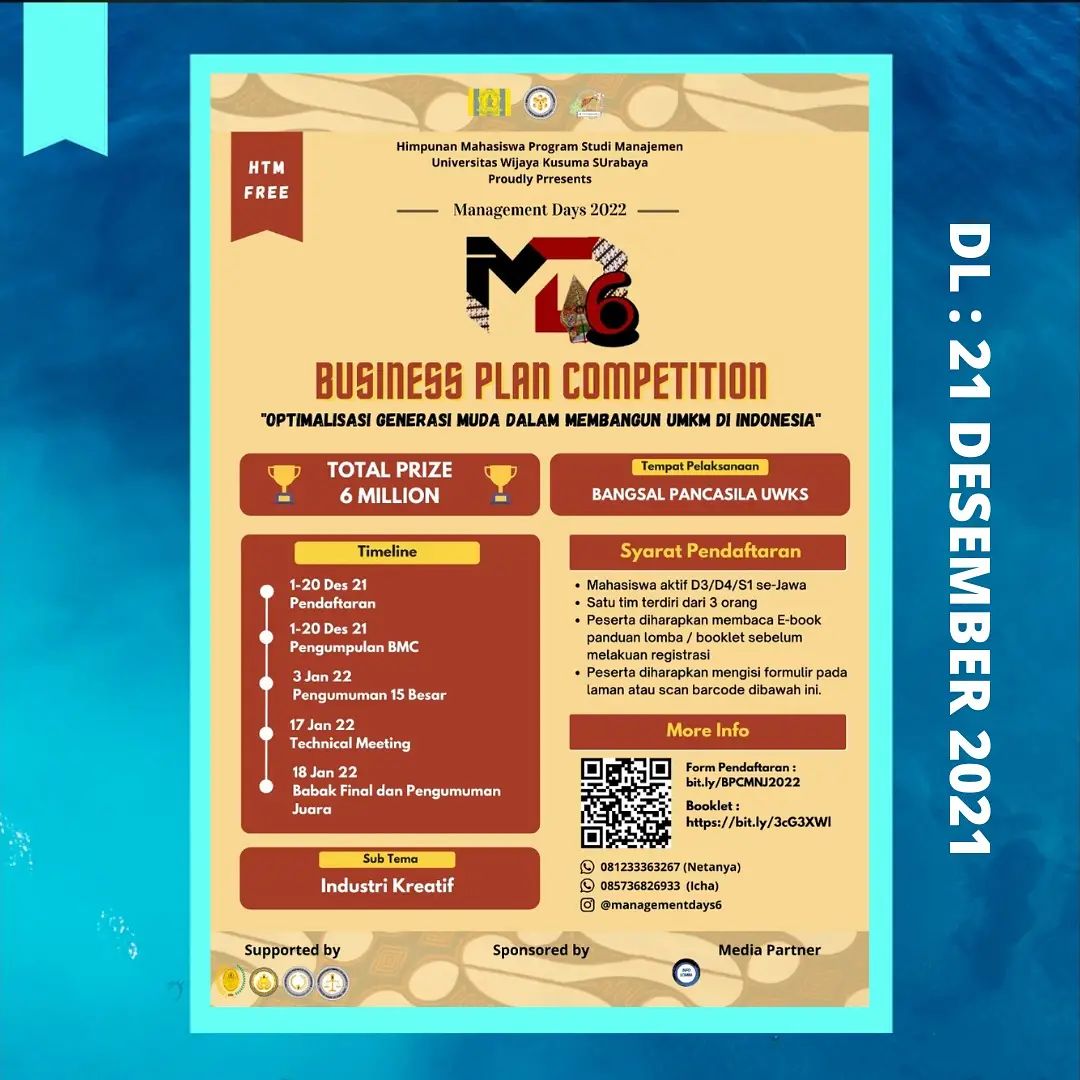 HTM
FREE
Himpunan Mahasiswa Program Studi Manajemen
Universitas Wijaya Kusuma SUrabaya
Proudly Prresents
Management Days 2022
MD6
BUSINESS PLAN COMPETITION
"OPTIMALISASI GENERASI MUDA DALAM MEMBANGUN UMKM DI INDONESIA"
TOTAL PRIZE
6 MILLION
Tempat Pelaksanaan
BANGSAL PANCASILA UWKS
Timeline
1-20 Des 21
Pendaftaran
1-20 Des 21
Pengumpulan BMC
3 Jan 22
Pengumuman 15 Besar
17 Jan 22
Technical Meeting
18 Jan 22
Babak Final dan Pengumuman
Juara
Sub Tema
Industri Kreatif
Syarat Pendaftaran
• Mahasiswa aktif D3/D4/S1 se-Jawa
• Satu tim terdiri dari 3 orang
• Peserta diharapkan membaca E-book
panduan lomba / booklet sebelum
melakuan registrasi
• Peserta diharapkan mengisi formulir pada
laman atau scan barcode dibawah ini.
More Info
Form Pendaftaran :
bit.ly/BPCMNJ2022
Booklet :
https://bit.ly/3cG3XWl
081233363267 (Netanya)
085736826933 (Icha)
@managementdays6
Supported by
Sponsored by
Media Partner
INFO
LOMBA
DL : 21 DESEMBER 2021